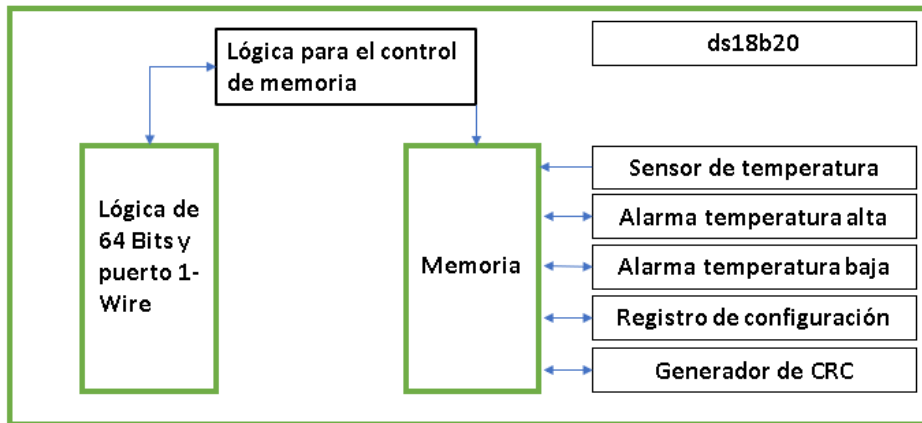 Lógica para el control
de memoria
ds18b20
Lógica de
64 Bits y
puerto 1-
Wire
Memoria
Sensor de temperatura
Alarma temperatura alta
Alarma temperatura baja
Registro de configuración
Generador de CRC